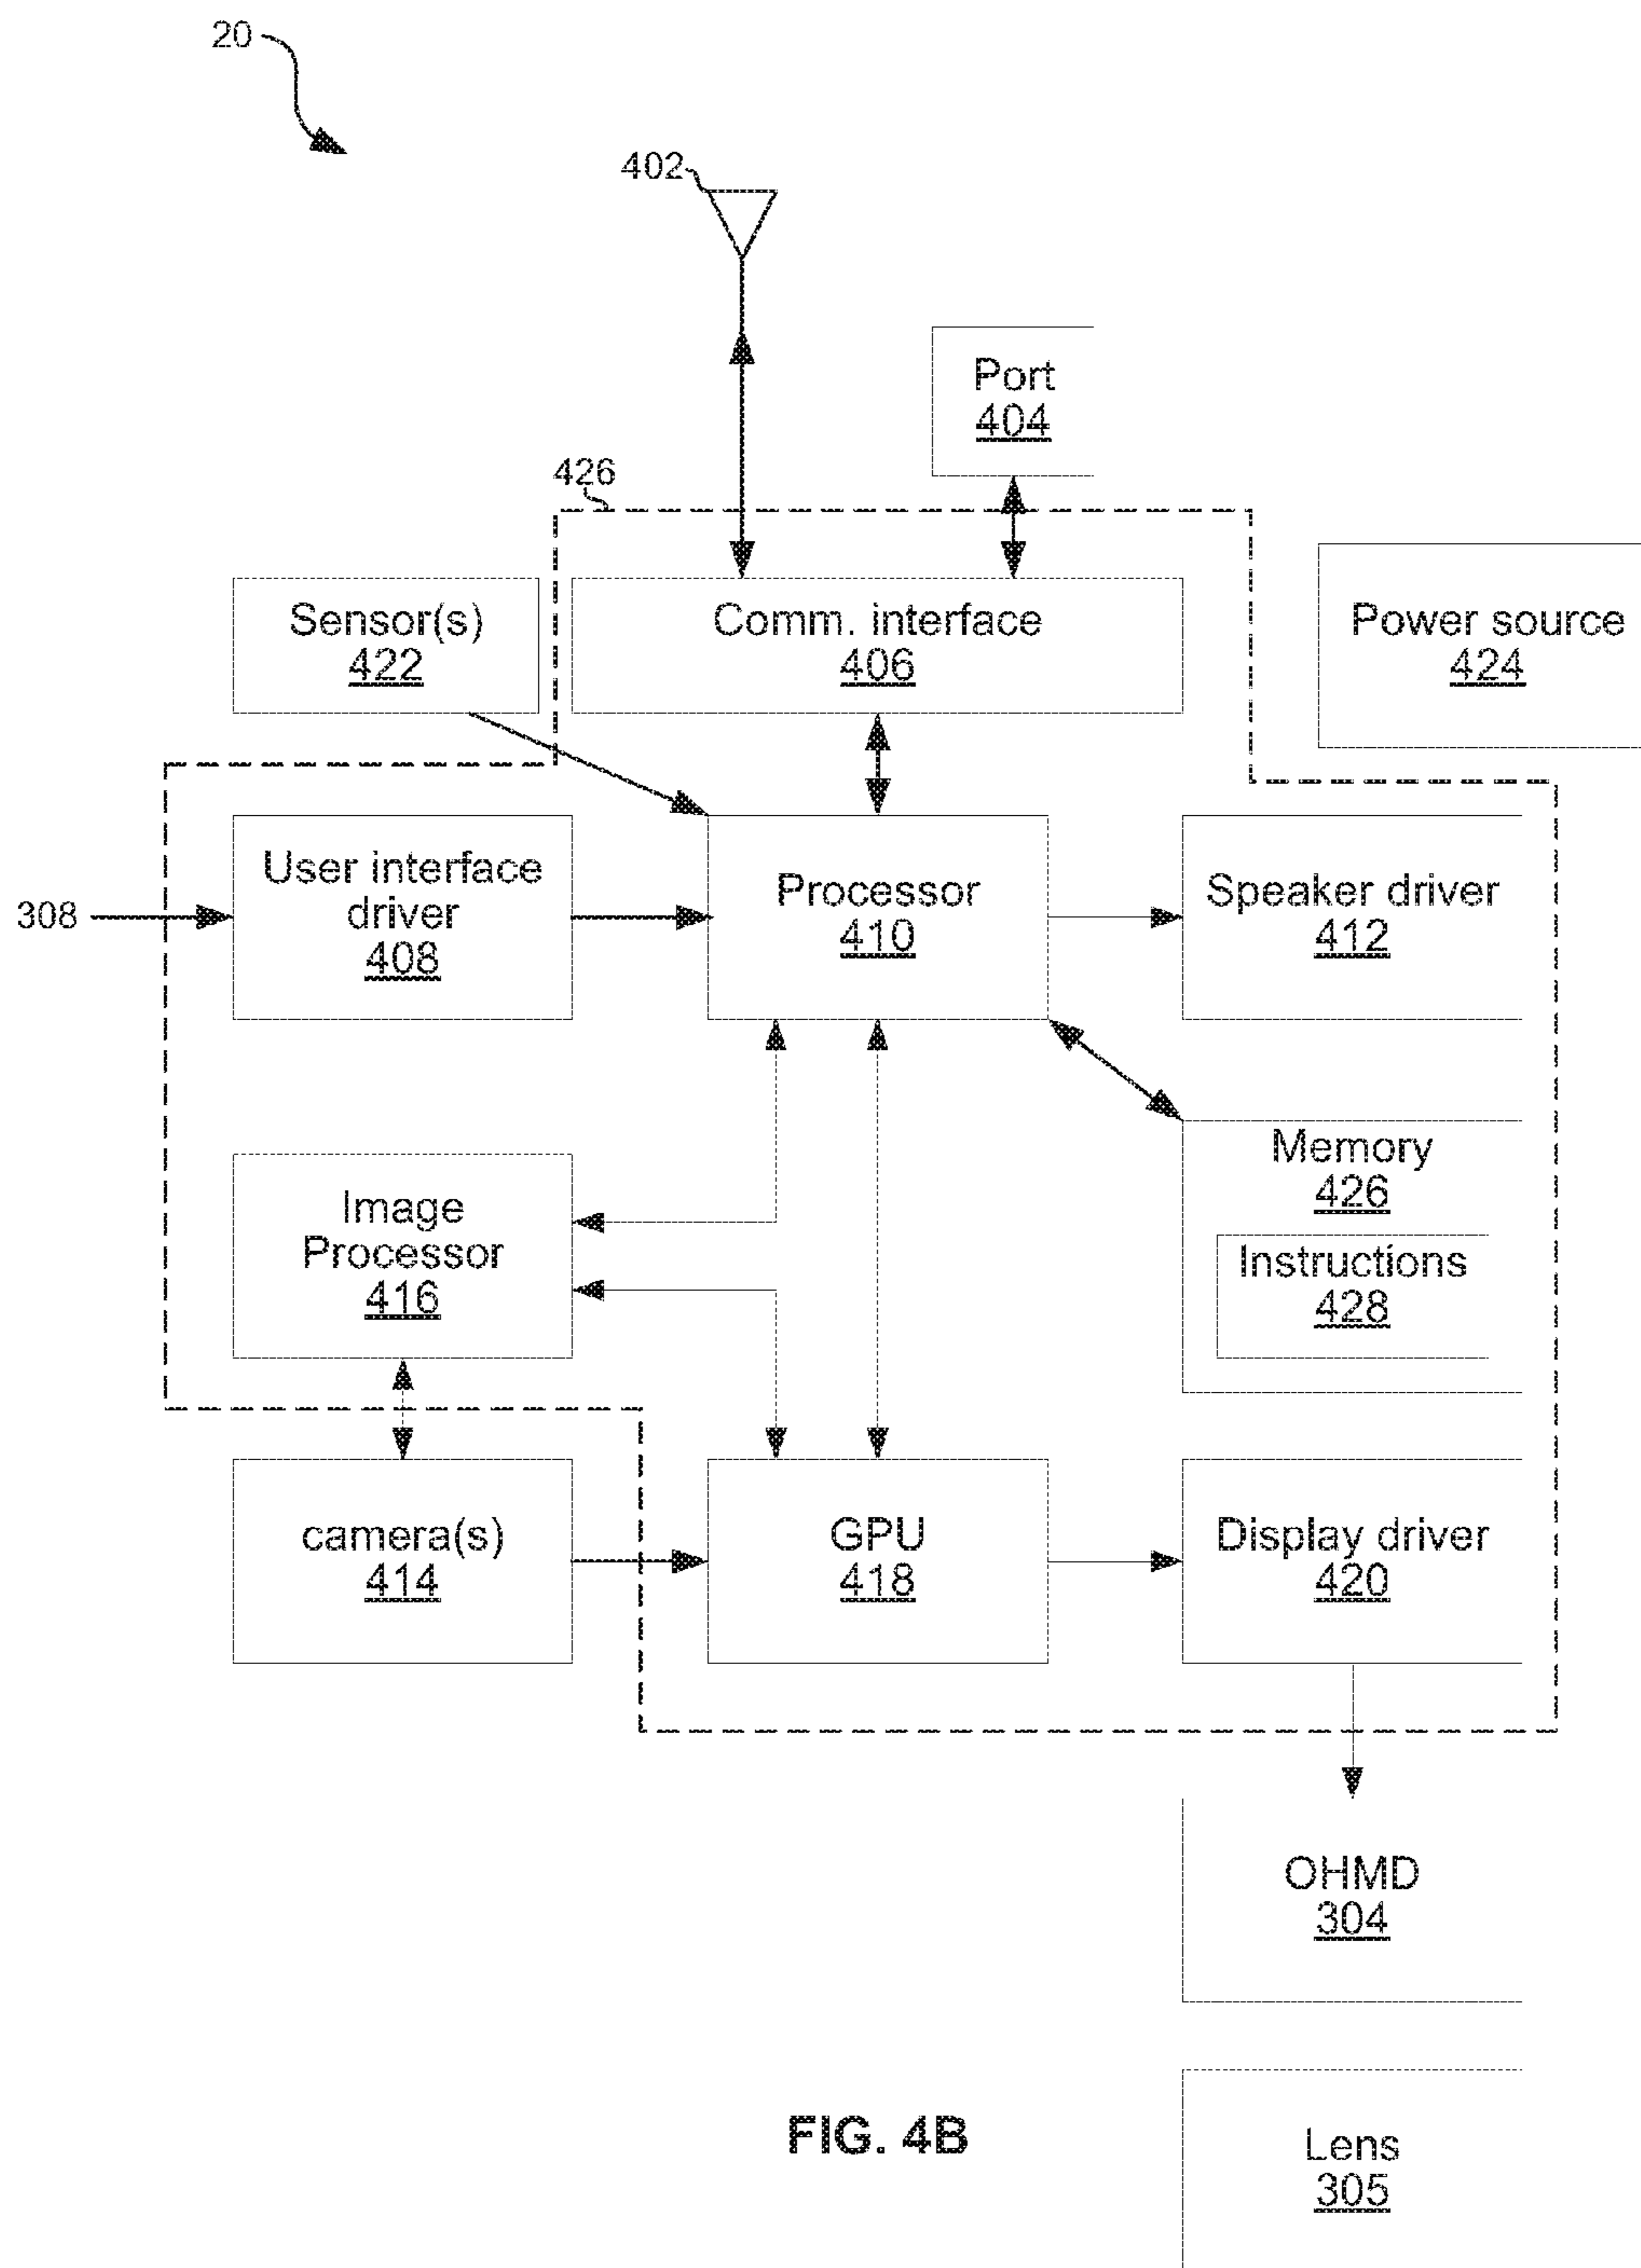 20
402
Port
404
426
Sensor(s)
422
Comm. interface
406
Power source
424
308
User interface
driver
408
Processor
410
Speaker driver
412
Image
Processor
416
Memory
426
Instructions
428
camera(s)
414
GPU
418
Display driver
420
OHMD
304
FIG. 4B
Lens
305